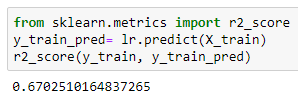 from sklearn.metrics import r2_score
y_train_pred= lr.predict(X_train)
r2_score(y_train, y_train_pred)
0.6702510164837265